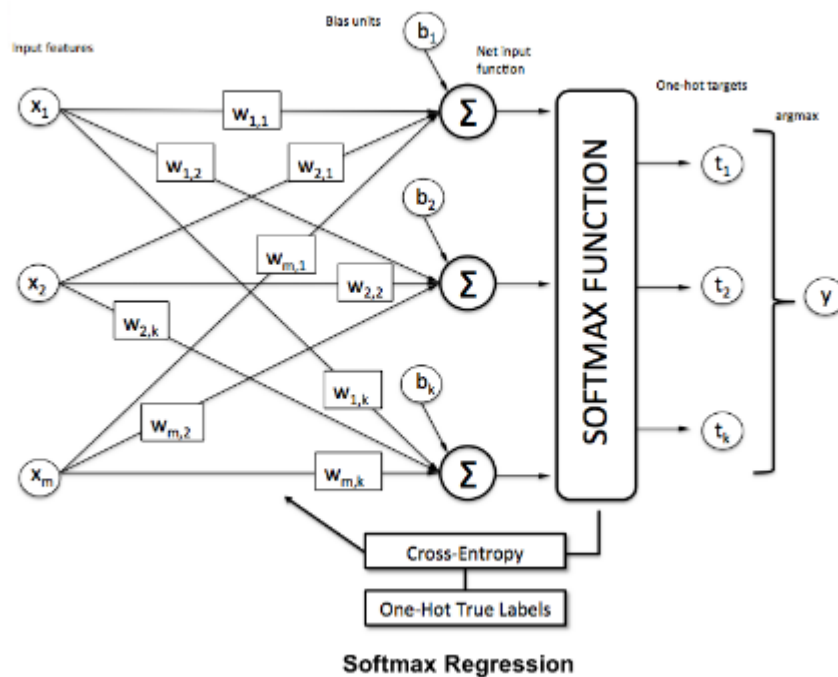 Bias units
b1
Input features
Net input
function
One-hot targets
argmax
x1
w1,1
Σ
w1,2
w2,1
t1
b2
x2
wm,1
w2,2
Σ
SOFTMAX FUNCTION
t2
y
w2,k
bk
w1,k
wm,2
tk
xm
wm,k
Σ
Cross-Entropy
One-Hot True Labels
Softmax Regression